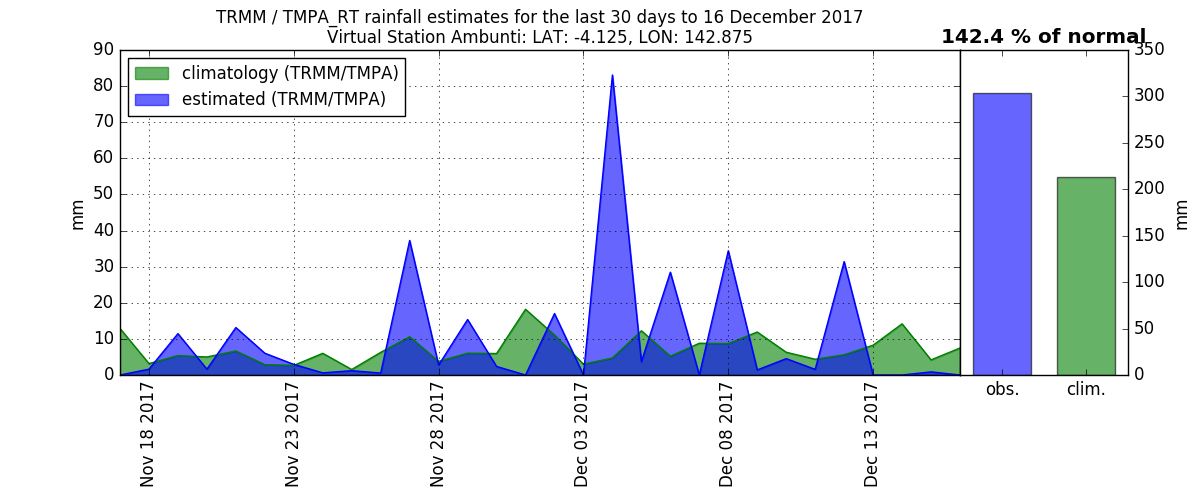 TRMM / TMPA_RT rainfall estimates for the last 30 days to 16 December 2017
Virtual Station Ambunti: LAT: -4.125, LON: 142.875
142.4 % of normal
climatology (TRMM/TMPA)
estimated (TRMM/TMPA)
90
80
70
60
50
40
30
20
10
0
mm
Nov 18 2017
Nov 23 2017
Nov 28 2017
Dec 03 2017
Dec 08 2017
Dec 13 2017
obs.
clim.
350
300
250
200
150
100
50
0
mm